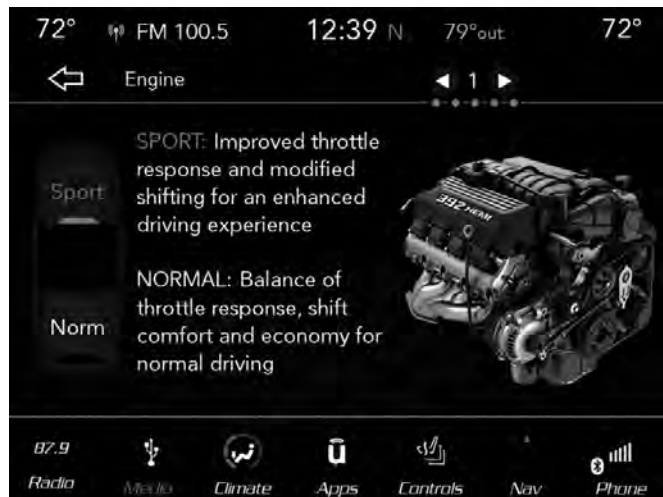 72° FM 100.5 12:39 N 79°out 72°
Engine 1
SPORT: Improved throttle
response and modified
shifting for an enhanced
driving experience
Sport
392 HEMI
NORMAL: Balance of
throttle response, shift
comfort and economy for
normal driving
Norm
87.9 ü
Radio Media Climate Apps Controls Nav Phone